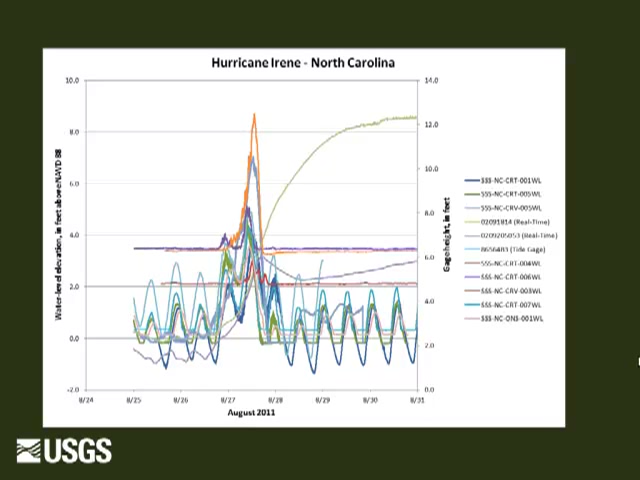 Hurricane Irene - North Carolina
10.0
8.0
6.0
4.0
2.0
0.0
-2.0
Water-level elevation, in feet above NAVD 88
14.0
12.0
10.0
8.0
6.0
4.0
2.0
0.0
Gage height, in feet
8/24
8/25
8/26
8/27
8/28
8/29
8/30
8/31
August 2011
SSS-NC-CRT-001WL
SSS-NC-CRT-005WL
SSS-NC-CRV-005WL
02091814 (Real-Time)
0209205053 (Real-Time)
8656483 (Tide Gage)
SSS-NC-CRT-004WL
SSS-NC-CRT-006WL
SSS-NC-CRV-003WL
SSS-NC-CRT-007WL
SSS-NC-ONS-001WL
USGS